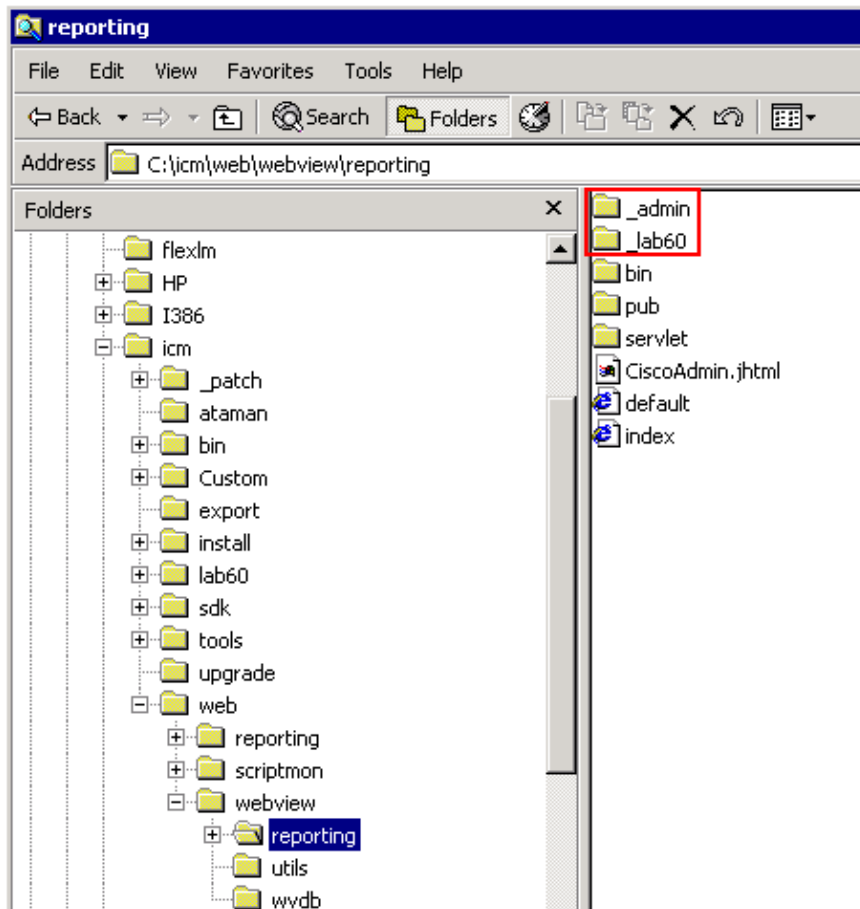 reporting
File Edit View Favorites Tools Help
Back Search Folders
Address C:\icm\web\webview\reporting
Folders
flexlm
HP
I386
icm
_patch
ataman
bin
Custom
export
install
lab60
sdk
tools
upgrade
web
reporting
scriptmon
webview
reporting
utils
wvdb
_admin
_lab60
bin
pub
servlet
CiscoAdmin.jhtml
default
index